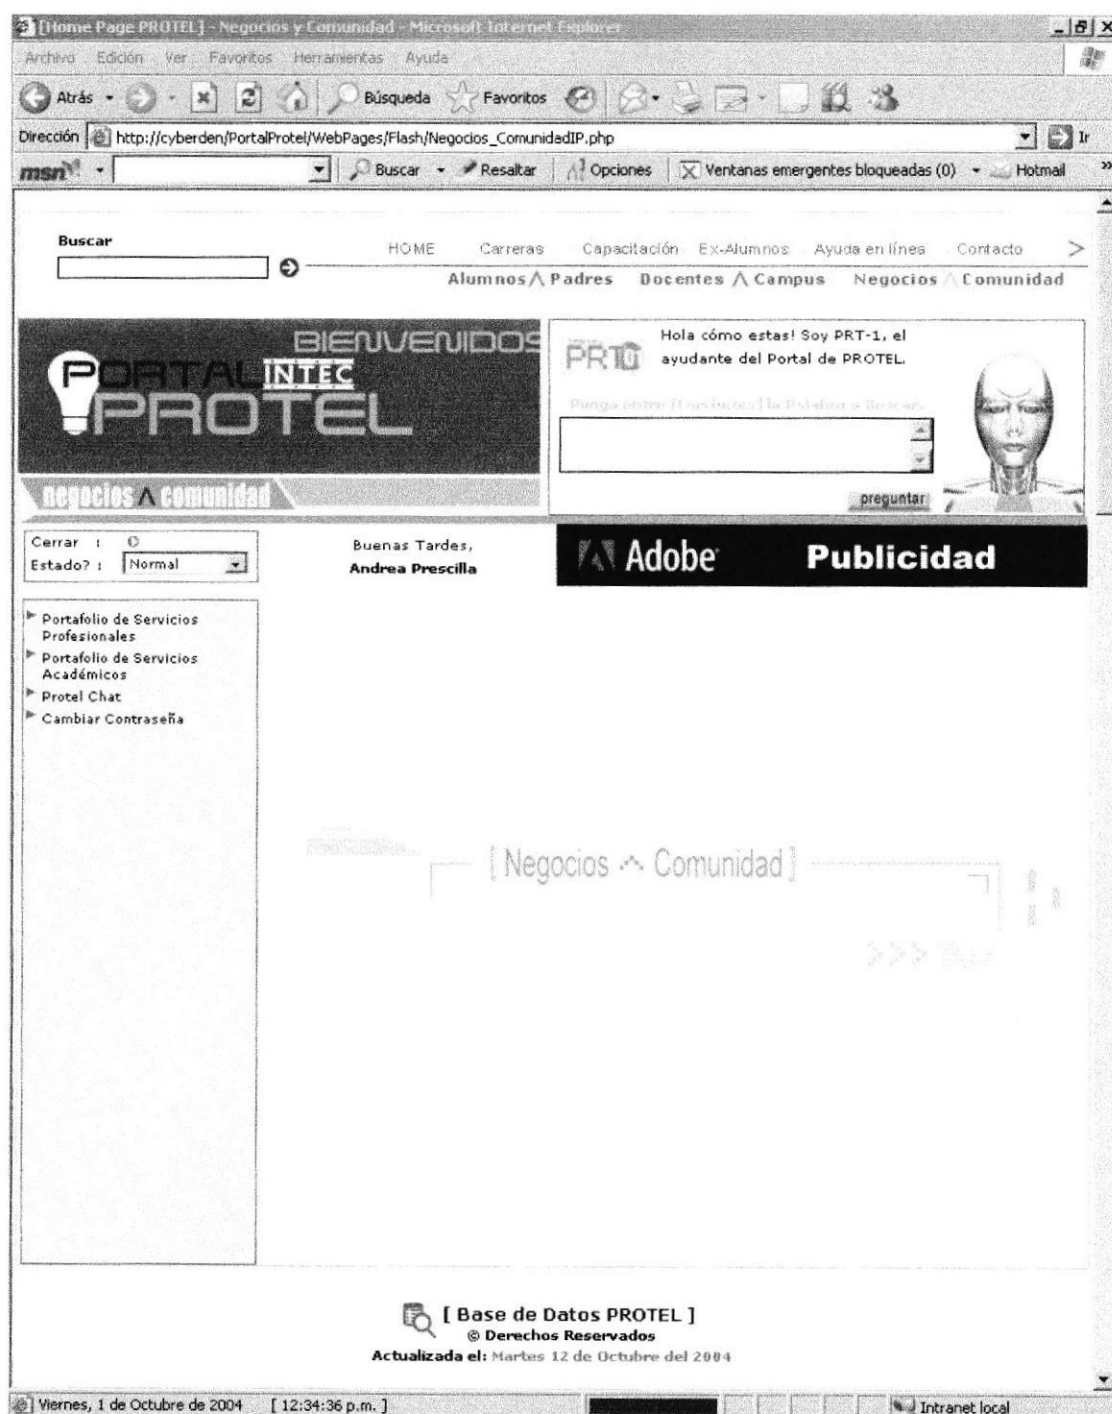 [Home Page PROTEL] - Negocios y Comunidad - Microsoft Internet Explorer
Archivo Edición Ver Favoritos Herramientas Ayuda
Atrás Búsqueda Favoritos
Dirección http://cyberden/PortalProtel/WebPages/Flash/Negocios_ComunidadIP.php Ir
msn Buscar Resaltar Opciones Ventanas emergentes bloqueadas (0) Hotmail »
Buscar
HOME Carreras Capacitación Ex-Alumnos Ayuda en línea Contacto >
Alumnos Λ Padres Docentes Λ Campus Negocios Λ Comunidad
BIENVENIDOS
PORTAL INTEC
PROTEL
negocios Λ comunidad
PRT
Hola cómo estas! Soy PRT-1, el
ayudante del Portal de PROTEL.
Ponga entre la Palabra a Buscar
preguntar
Cerrar :
Estado? : Normal
Buenas Tardes,
Andrea Prescilla
Adobe Publicidad
Portafolio de Servicios
Profesionales
Portafolio de Servicios
Académicos
Protel Chat
Cambiar Contraseña
[ Negocios Λ Comunidad ]
>>>
[ Base de Datos PROTEL ]
© Derechos Reservados
Actualizada el: Martes 12 de Octubre del 2004
Viernes, 1 de Octubre de 2004 [ 12:34:36 p.m. ] Intranet local